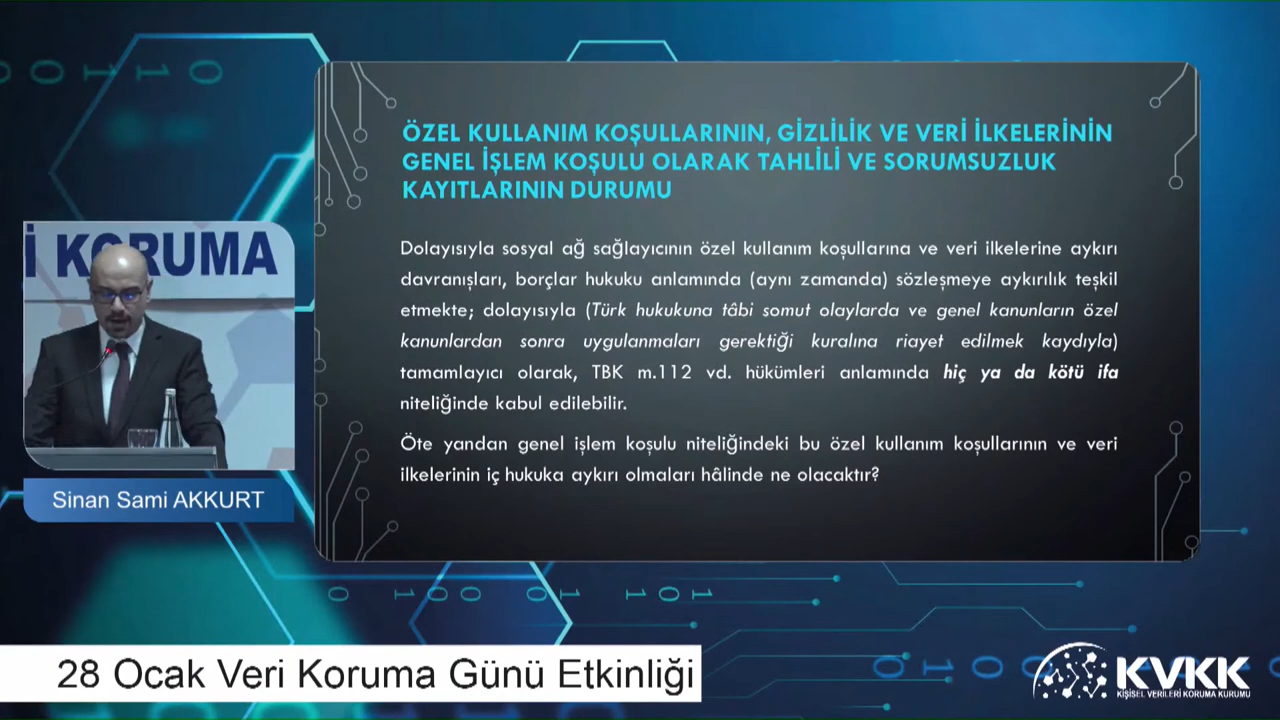 ÖZEL KULLANIM KOŞULLARININ, GİZLİLİK VE VERİ İLKELERİNİN
GENEL İŞLEM KOŞULU OLARAK TAHLİLİ VE SORUMSUZLUK
KAYITLARININ DURUMU
Dolayısıyla sosyal ağ sağlayıcının özel kullanım koşullarına ve veri ilkelerine aykırı
davranışları, borçlar hukuku anlamında (aynı zamanda) sözleşmeye aykırılık teşkil
etmekte; dolayısıyla (Türk hukukuna tâbi somut olaylarda ve genel kanunların özel
kanunlardan sonra uygulanmaları gerektiği kuralına riayet edilmek kaydıyla)
tamamlayıcı olarak, TBK m.112 vd. hükümleri anlamında hiç ya da kötü ifa
niteliğinde kabul edilebilir.
Öte yandan genel işlem koşulu niteliğindeki bu özel kullanım koşullarının ve veri
ilkelerinin iç hukuka aykırı olmaları hâlinde ne olacaktır?
İ KORUMA
Sinan Sami AKKURT
28 Ocak Veri Koruma Günü Etkinliği
KVKK
KİŞİSEL VERİLERİ KORUMA KURUMU